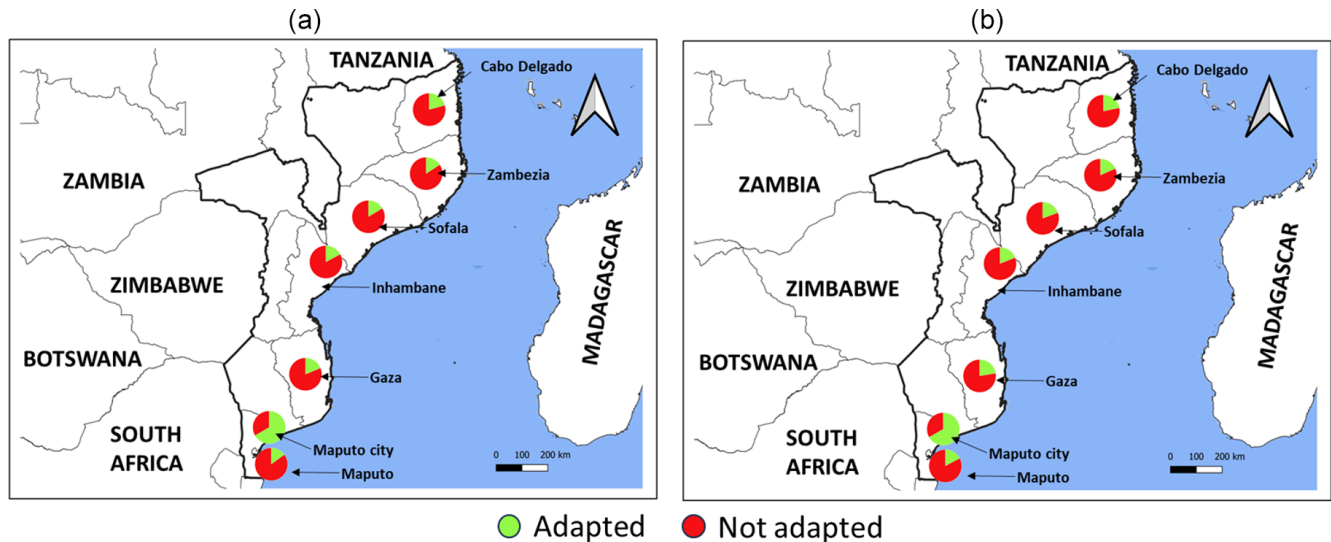 (a)
TANZANIA
Cabo Delgado
ZAMBIA
Zambezia
Sofala
ZIMBABWE
Inhambane
MADAGASCAR
BOTSWANA
Gaza
SOUTH
AFRICA
Maputo city
Maputo
0 100 200 km
(b)
TANZANIA
Cabo Delgado
ZAMBIA
Zambezia
Sofala
ZIMBABWE
Inhambane
MADAGASCAR
BOTSWANA
Gaza
SOUTH
AFRICA
Maputo city
Maputo
0 100 200 km
Adapted Not adapted